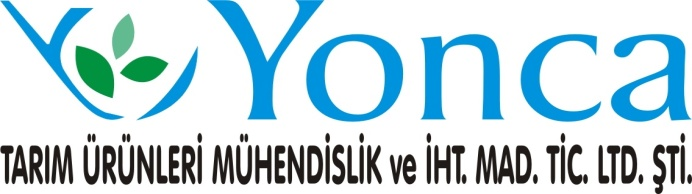 Yonca
TARIM ÜRÜNLERİ MÜHENDİSLİK ve İHT. MAD. TİC. LTD. ŞTİ.